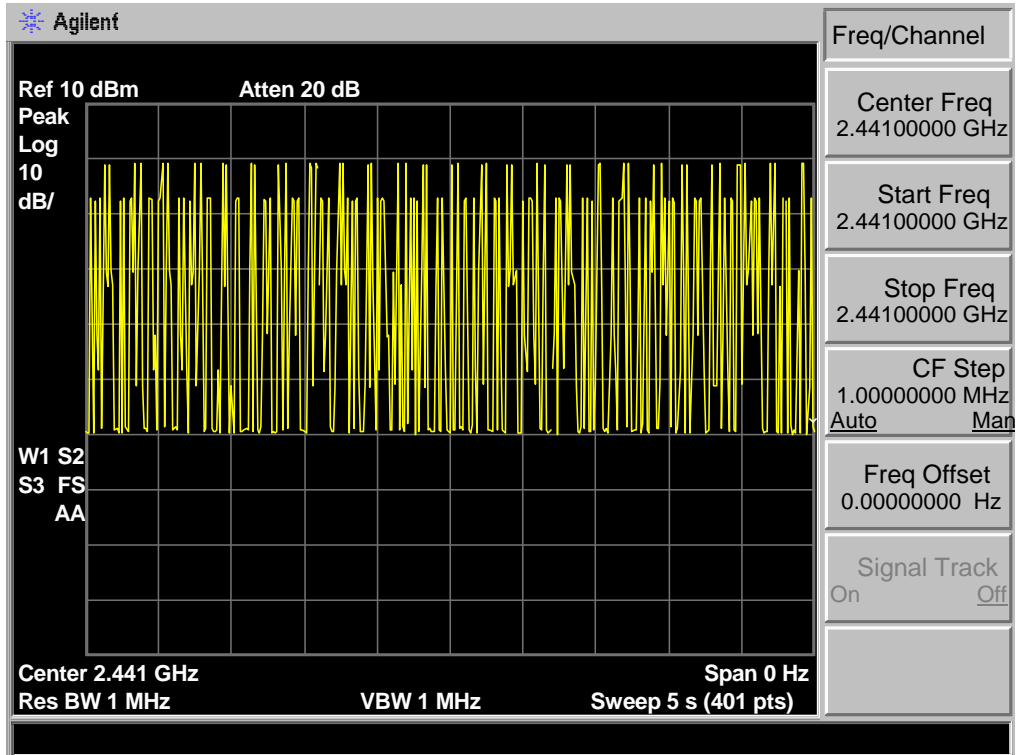 Agilent
Freq/Channel
Ref 10 dBm Atten 20 dB
Peak
Log
10
dB/
W1 S2
S3 FS
AA
Center 2.441 GHz Span 0 Hz
Res BW 1 MHz VBW 1 MHz Sweep 5 s (401 pts)
Center Freq
2.44100000 GHz
Start Freq
2.44100000 GHz
Stop Freq
2.44100000 GHz
CF Step
1.00000000 MHz
Auto Man
Freq Offset
0.00000000 Hz
Signal Track
On Off